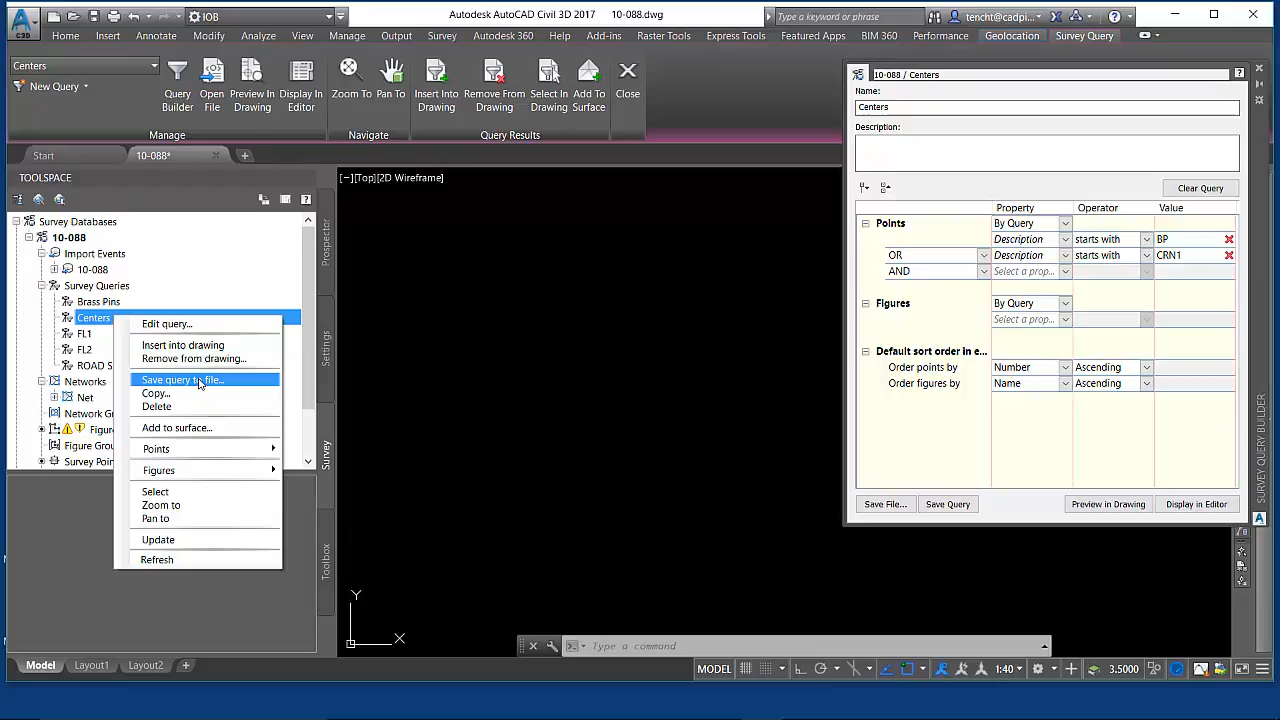 IOB
Autodesk AutoCAD Civil 3D 2017 10-088.dwg
Type a keyword or phrase
tencht@cadpi...
C3D
Home Insert Annotate Modify Analyze View Manage Output Survey Autodesk 360 Help Add-ins Raster Tools Express Tools Featured Apps BIM 360 Performance Geolocation Survey Query
Centers
New Query
Query Builder
Open File
Preview In Drawing
Display in Editor
Zoom To
Pan To
Insert Into Drawing
Remove From Drawing
Select In Drawing
Add To Surface
Close
Manage
Navigate
Query Results
Start
10-088*
TOOLSPACE
Survey Databases
10-088
Import Events
10-088
Survey Queries
Brass Pins
Centers
FL1
FL2
ROAD S
Networks
Net
Network Gr
Figure
Figure Grou
Survey Poin
Prospector
Settings
Survey
Toolbox
Edit query...
Insert into drawing
Remove from drawing...
Save query to file...
Copy...
Delete
Add to surface...
Points
Figures
Select
Zoom to
Pan to
Update
Refresh
[−][Top][2D Wireframe]
Y
X
Type a command
Model Layout1 Layout2
MODEL
1:40
3.5000
10-088 / Centers
Name:
Centers
Description:
Clear Query
Property Operator Value
Points By Query
Description starts with BP
OR Description starts with CRN1
AND Select a prop...
Figures By Query
Select a prop...
Default sort order in e...
Order points by Number Ascending
Order figures by Name Ascending
Save File...
Save Query
Preview in Drawing
Display in Editor
SURVEY QUERY BUILDER